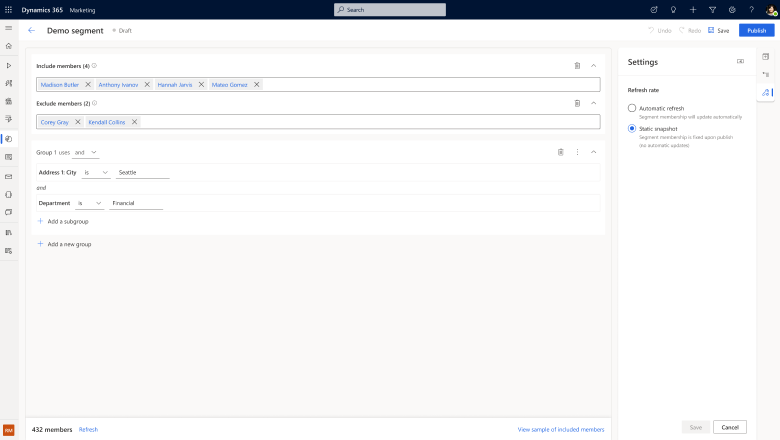 Dynamics 365 Marketing
Search
Demo segment
Draft
Undo
Redo
Save
Publish
Include members (4)
Madison Butler
Anthony Ivanov
Hannah Jarvis
Mateo Gomez
Exclude members (2)
Corey Gray
Kendall Collins
Group 1 uses and
Address 1: City is Seattle
and
Department is Financial
+ Add a subgroup
+ Add a new group
432 members Refresh
View sample of included members
Settings
Refresh rate
Automatic refresh
Segment membership will update automatically
Static snapshot
Segment membership is fixed upon publish
(no automatic updates)
Save
Cancel
RM